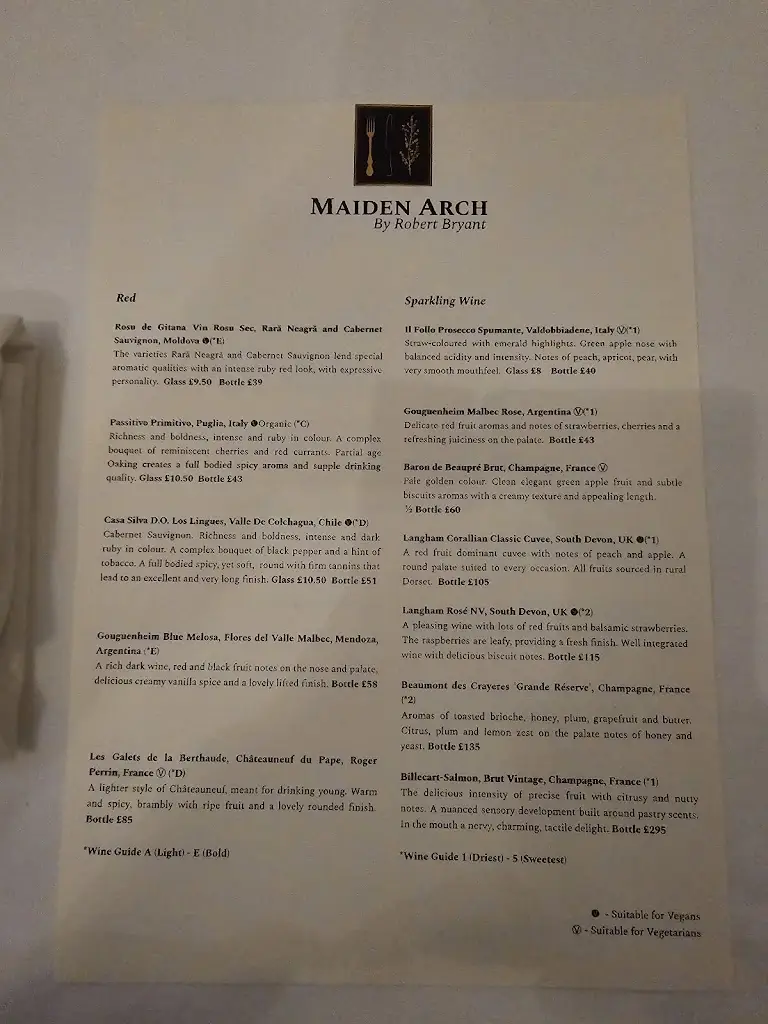 MAIDEN ARCH
By Robert Bryant
Red
Rosu de Gitana Vin Rosu Sec, Rară Neagră and Cabernet
Sauvignon, Moldova (*E)
The varieties Rară Neagră and Cabernet Sauvignon lend special
aromatic qualities with an intense ruby red look, with expressive
personality. Glass £9.50 Bottle £39
Passitivo Primitivo, Puglia, Italy Organic (*C)
Richness and boldness, intense and ruby in colour. A complex
bouquet of reminiscent cherries and red currants. Partial age
Oaking creates a full bodied spicy aroma and supple drinking
quality. Glass £10.50 Bottle £43
Casa Silva D.O. Los Lingues, Valle De Colchagua, Chile (*D)
Cabernet Sauvignon. Richness and boldness, intense and dark
ruby in colour. A complex bouquet of black pepper and a hint of
tobacco. A full bodied spicy, yet soft, round with firm tannins that
lead to an excellent and very long finish. Glass £10.50 Bottle £51
Gouguenheim Blue Melosa, Flores del Valle Malbec, Mendoza,
Argentina (*E)
A rich dark wine, red and black fruit notes on the nose and palate,
delicious creamy vanilla spice and a lovely lifted finish. Bottle £58
Les Galets de la Berthaude, Châteauneuf du Pape, Roger
Perrin, France Ⓥ (*D)
A lighter style of Châteauneuf, meant for drinking young. Warm
and spicy, brambly with ripe fruit and a lovely rounded finish.
Bottle £85
*Wine Guide A (Light) - E (Bold)
Sparkling Wine
Il Follo Prosecco Spumante, Valdobbiadene, Italy Ⓥ(*1)
Straw-coloured with emerald highlights. Green apple nose with
balanced acidity and intensity. Notes of peach, apricot, pear, with
very smooth mouthfeel. Glass £8 Bottle £40
Gouguenheim Malbec Rose, Argentina Ⓥ(*1)
Delicate red fruit aromas and notes of strawberries, cherries and a
refreshing juiciness on the palate. Bottle £43
Baron de Beaupré Brut, Champagne, France Ⓥ
Pale golden colour. Clean elegant green apple fruit and subtle
biscuits aromas with a creamy texture and appealing length.
½ Bottle £60
Langham Corallian Classic Cuvee, South Devon, UK (*1)
A red fruit dominant cuvee with notes of peach and apple. A
round palate suited to every occasion. All fruits sourced in rural
Dorset. Bottle £105
Langham Rosé NV, South Devon, UK (*2)
A pleasing wine with lots of red fruits and balsamic strawberries.
The raspberries are leafy, providing a fresh finish. Well integrated
wine with delicious biscuit notes. Bottle £115
Beaumont des Crayeres 'Grande Réserve', Champagne, France
(*2)
Aromas of toasted brioche, honey, plum, grapefruit and butter.
Citrus, plum and lemon zest on the palate notes of honey and
yeast. Bottle £135
Billecart-Salmon, Brut Vintage, Champagne, France (*1)
The delicious intensity of precise fruit with citrusy and nutty
notes. A nuanced sensory development built around pastry scents.
In the mouth a nervy, charming, tactile delight. Bottle £295
*Wine Guide 1 (Driest) - 5 (Sweetest)
- Suitable for Vegans
Ⓥ - Suitable for Vegetarians